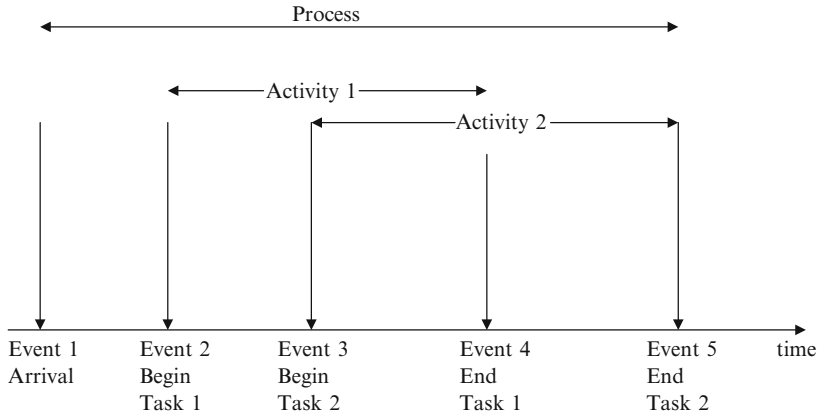 Process
Activity 1
Activity 2
Event 1 Event 2 Event 3 Event 4 Event 5 time
Arrival Begin Begin End End
Task 1 Task 2 Task 1 Task 2